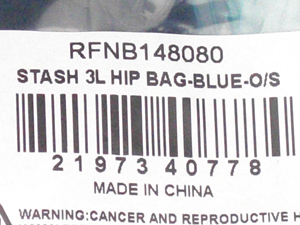 RFNB148080
STASH 3L HIP BAG-BLUE-O/S
21973 40778
MADE IN CHINA
WARNING:CANCER AND REPRODUCTIVE H